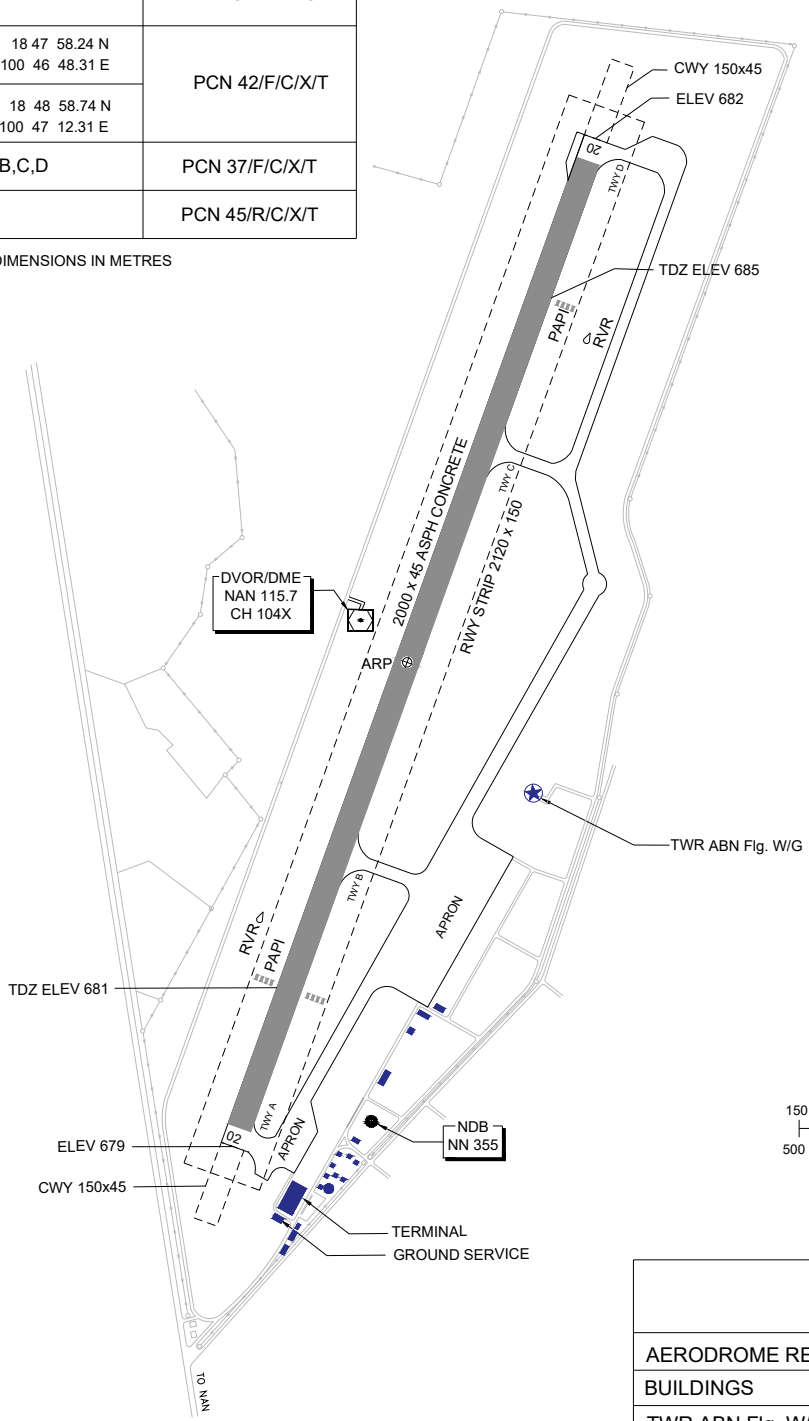 18 47 58.24 N
100 46 48.31 E
PCN 42/F/C/X/T
18 48 58.74 N
100 47 12.31 E
B,C,D
PCN 37/F/C/X/T
PCN 45/R/C/X/T
DIMENSIONS IN METRES
CWY 150x45
ELEV 682
20
TWY D
TDZ ELEV 685
PAPI
RVR
2000 x 45 ASPH CONCRETE
TWY C
RWY STRIP 2120 x 150
DVOR/DME
NAN 115.7
CH 104X
ARP
TWR ABN Flg. W/G
TWY B
APRON
RVR
PAPI
TDZ ELEV 681
TWY A
02
APRON
NDB
NN 355
ELEV 679
CWY 150x45
TERMINAL
GROUND SERVICE
150
500
TO NAN
AERODROME RE
BUILDINGS
TWR ABN Flg. W/